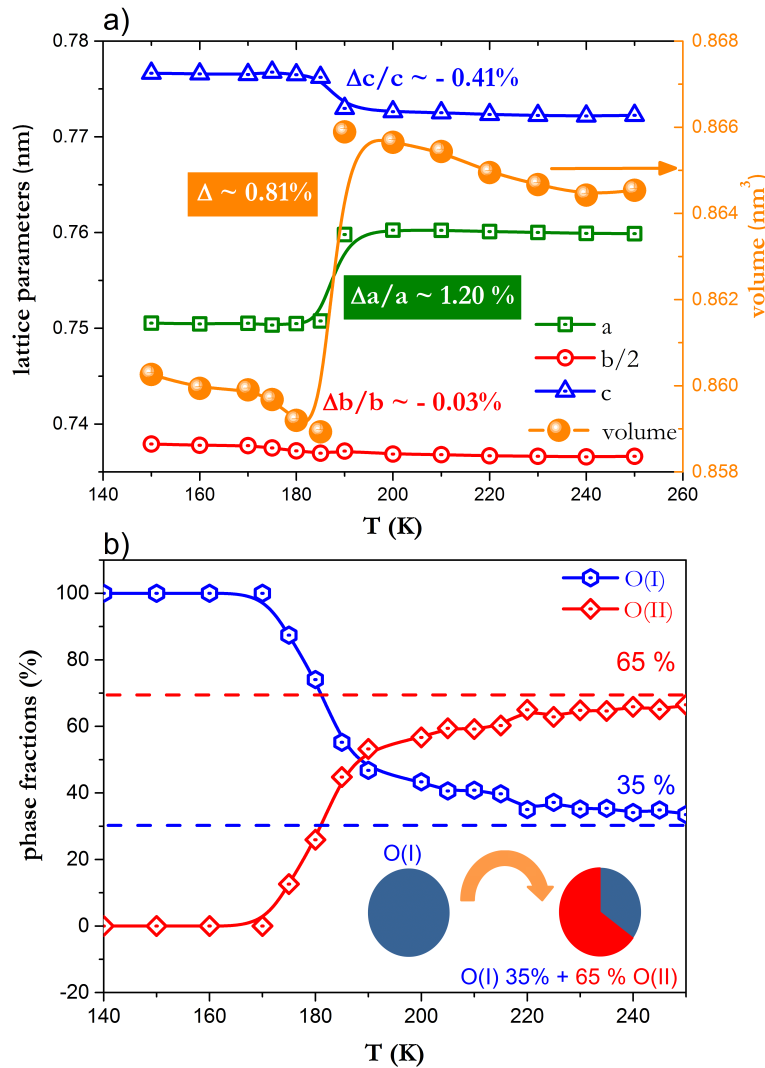 a)
0.78
0.77
0.76
0.75
0.74
lattice parameters (nm)
0.868
0.866
0.864
0.862
0.860
0.858
volume (nm³)
Δc/c ~ - 0.41%
Δ ~ 0.81%
Δa/a ~ 1.20 %
Δb/b ~ - 0.03%
a
b/2
c
volume
140 160 180 200 220 240 260
T (K)
b)
100
80
60
40
20
0
-20
phase fractions (%)
O(I)
O(II)
65 %
35 %
O(I)
O(I) 35% + 65 % O(II)
140 160 180 200 220 240
T (K)